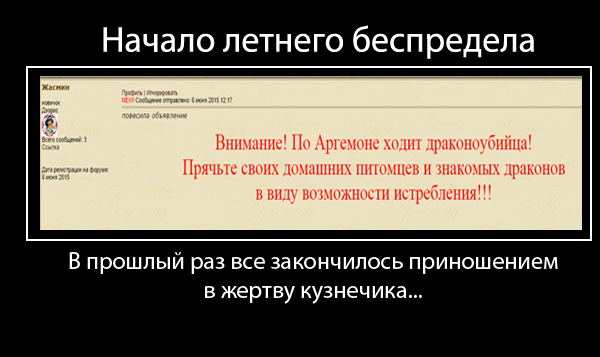 Начало летнего беспредела
Жасмин
новичок
Дзорис
Всего сообщений: 3
Ссылка
Дата регистрации на форуме:
6 июня 2015
Профиль | Игнорировать
NEW! Сообщение отправлено: 6 июня 2015 12:17
повесила объявление
Внимание! По Аргемоне ходит драконоубийца!
Прячьте своих домашних питомцев и знакомых драконов
в виду возможности истребления!!!
В прошлый раз все закончилось приношением
в жертву кузнечика...